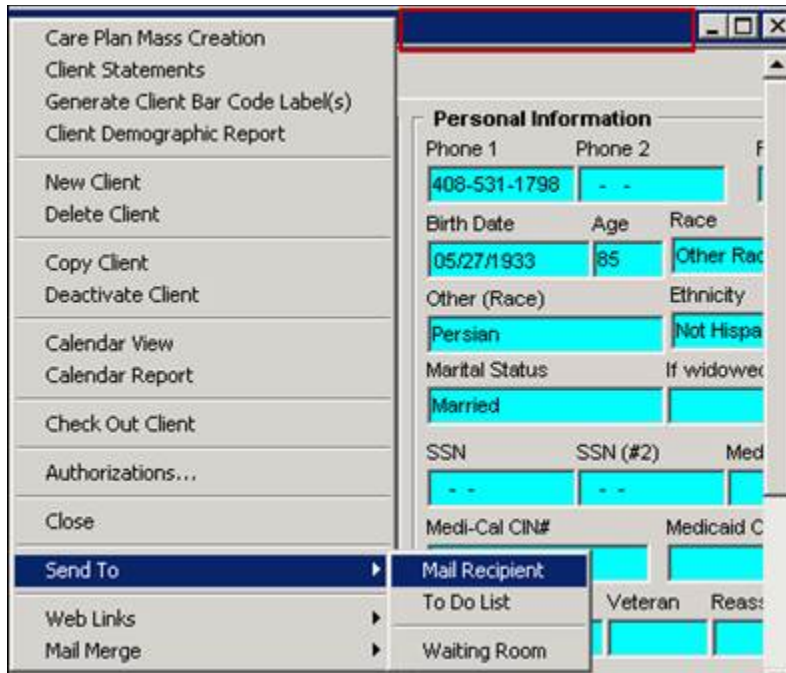 Care Plan Mass Creation
Client Statements
Generate Client Bar Code Label(s)
Client Demographic Report
New Client
Delete Client
Copy Client
Deactivate Client
Calendar View
Calendar Report
Check Out Client
Authorizations...
Close
Send To
Web Links
Mail Merge
Mail Recipient
To Do List
Waiting Room
Personal Information
Phone 1 Phone 2
408-531-1798 - -
Birth Date Age Race
05/27/1933 85 Other Rac
Other (Race) Ethnicity
Persian Not Hispa
Marital Status If widowed
Married
SSN SSN (#2) Med
- - - -
Medi-Cal CIN# Medicaid C
Veteran Reass